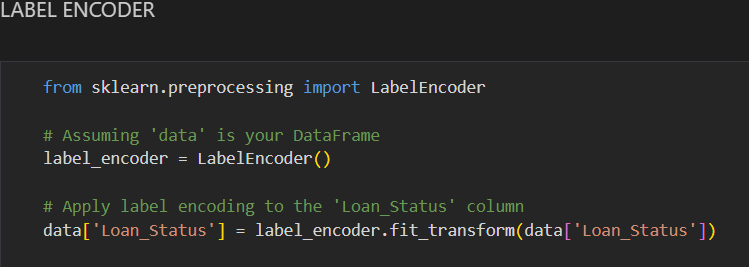 LABEL ENCODER
from sklearn.preprocessing import LabelEncoder
# Assuming 'data' is your DataFrame
label_encoder = LabelEncoder()
# Apply label encoding to the 'Loan_Status' column
data['Loan_Status'] = label_encoder.fit_transform(data['Loan_Status'])